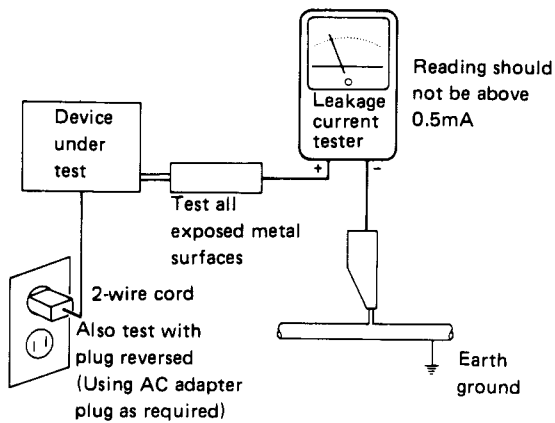 Leakage
current
tester
Reading should
not be above
0.5mA
Device
under
test
+
−
Test all
exposed metal
surfaces
2-wire cord
Also test with
plug reversed
(Using AC adapter
plug as required)
Earth
ground